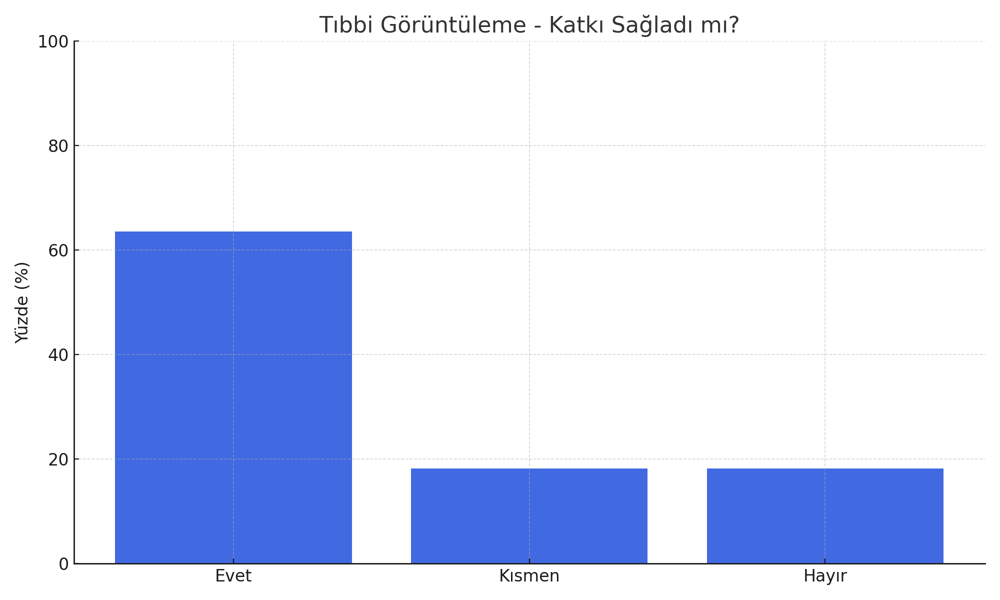 Tıbbi Görüntüleme - Katkı Sağladı mı?
Yüzde (%)
100
80
60
40
20
0
Evet
Kısmen
Hayır